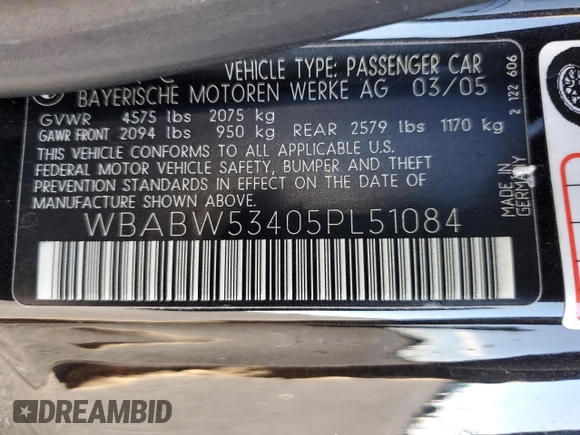 VEHICLE TYPE: PASSENGER CAR
BAYERISCHE MOTOREN WERKE AG 03/05
GVWR 4575 lbs 2075 kg
GAWR FRONT 2094 lbs 950 kg REAR 2579 lbs 1170 kg
THIS VEHICLE CONFORMS TO ALL APPLICABLE U.S.
FEDERAL MOTOR VEHICLE SAFETY, BUMPER AND THEFT
PREVENTION STANDARDS IN EFFECT ON THE DATE OF
MANUFACTURE SHOWN ABOVE
WBABW53405PL51084
MADE IN
GERMANY
2 122 606
DREAMBID